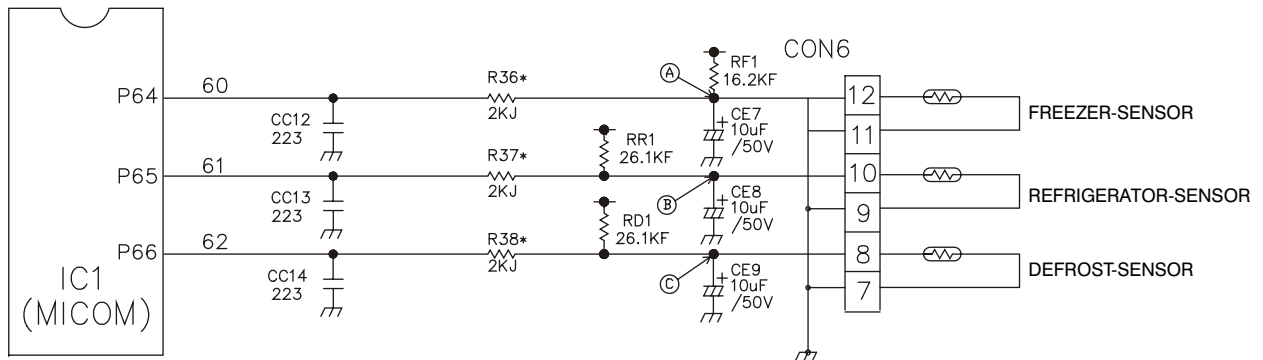 CON6
RF1
16.2KF
A
P64
60
R36*
2KJ
12
FREEZER-SENSOR
CC12
223
CE7
+
10uF
/50V
11
RR1
26.1KF
P65
61
R37*
2KJ
10
REFRIGERATOR-SENSOR
B
CC13
223
CE8
+
10uF
/50V
9
RD1
26.1KF
P66
62
R38*
2KJ
8
DEFROST-SENSOR
C
CC14
223
CE9
+
10uF
/50V
7
IC1
(MICOM)